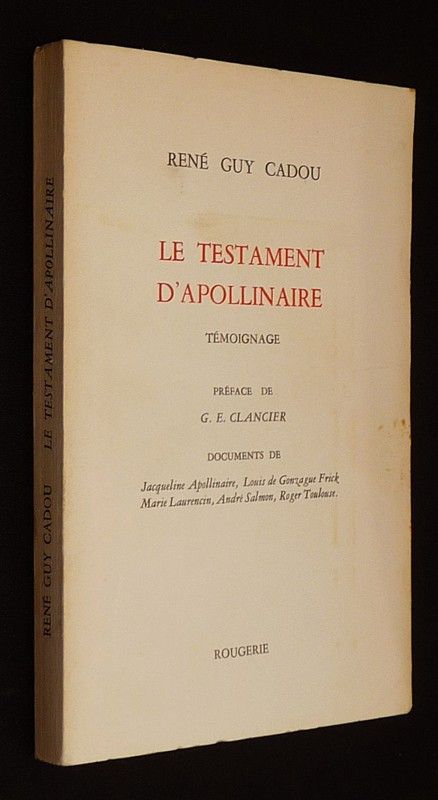 RENÉ GUY CADOU
LE TESTAMENT
D'APOLLINAIRE
TÉMOIGNAGE
PRÉFACE DE
G. E. CLANCIER
DOCUMENTS DE
Jacqueline Apollinaire, Louis de Gonzague Frick
Marie Laurencin, André Salmon, Roger Toulouse.
ROUGERIE
RENÉ GUY CADOU LE TESTAMENT D'APOLLINAIRE